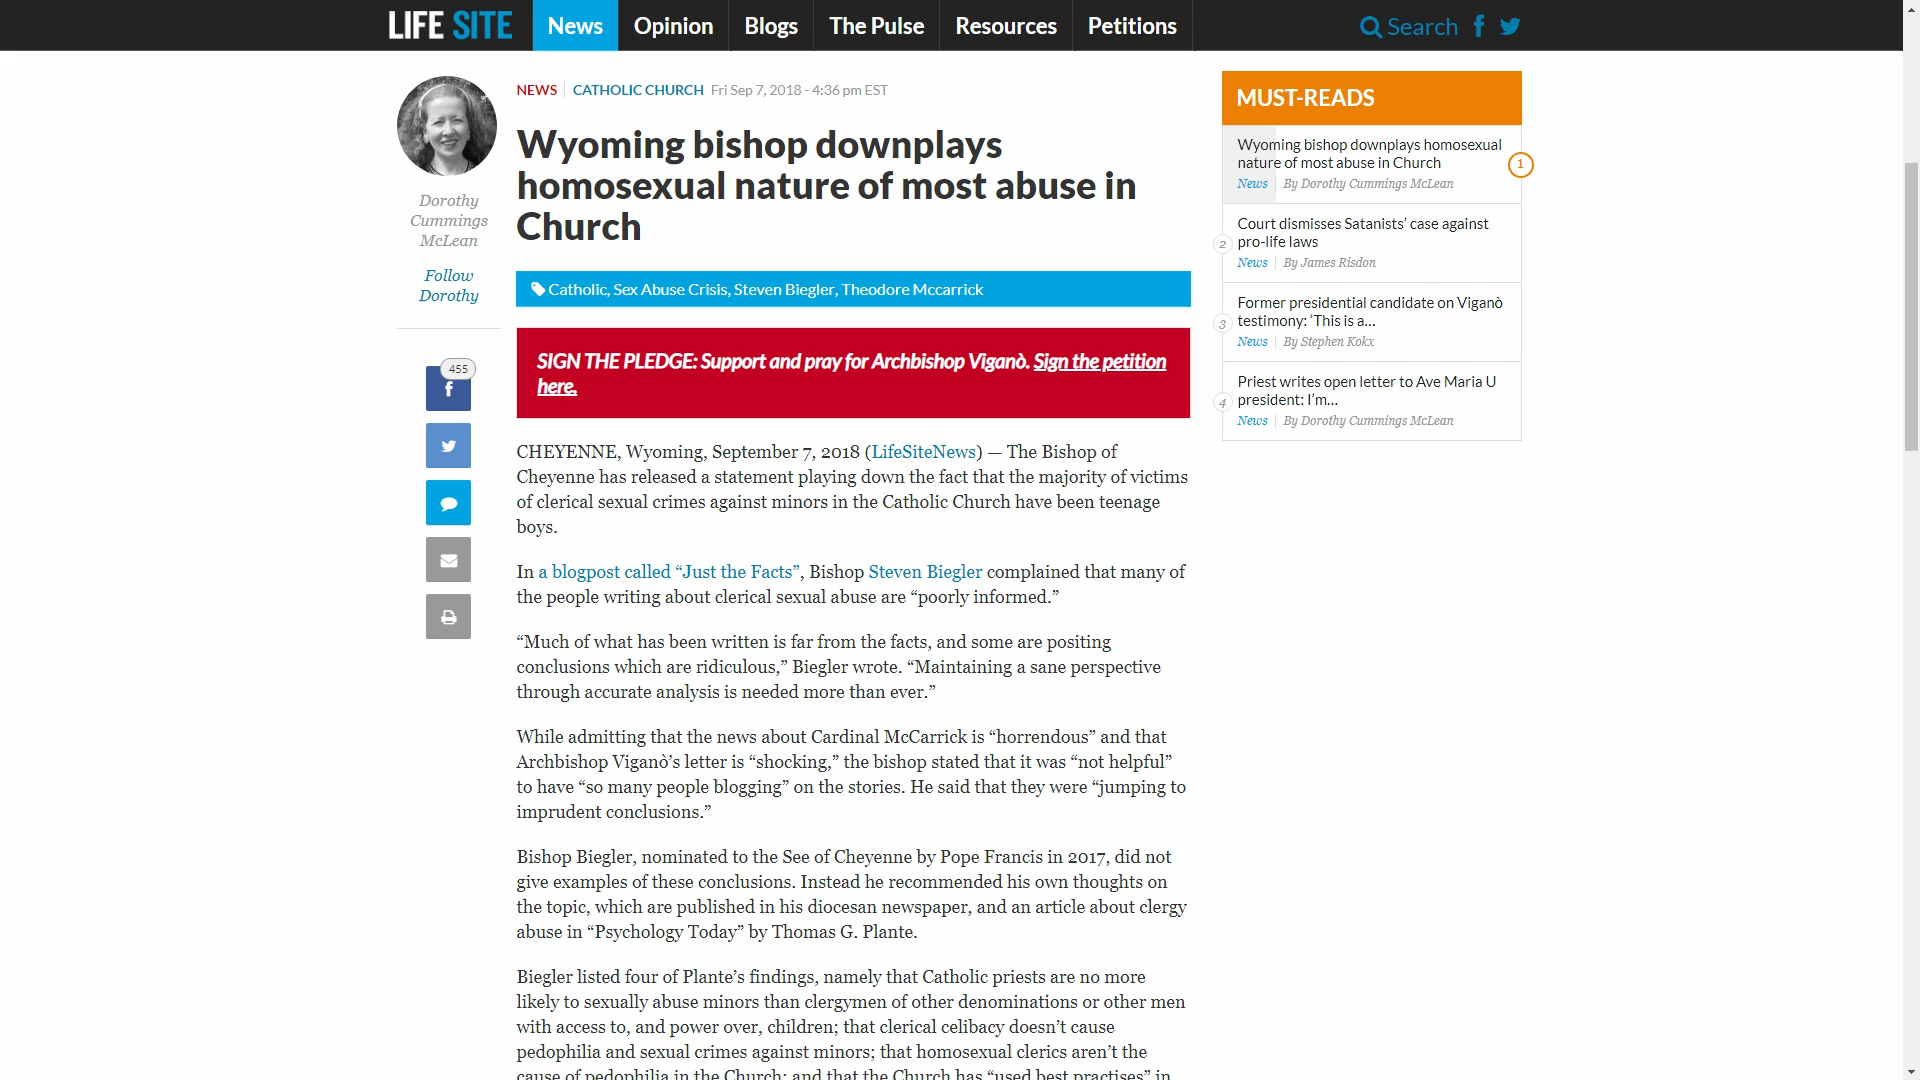 LIFE SITE
News
Opinion
Blogs
The Pulse
Resources
Petitions
Search
NEWS
CATHOLIC CHURCH
Fri Sep 7, 2018 - 4:36 pm EST
Wyoming bishop downplays
homosexual nature of most abuse in
Church
Dorothy
Cummings
McLean
Follow
Dorothy
455
Catholic, Sex Abuse Crisis, Steven Biegler, Theodore Mccarrick
SIGN THE PLEDGE: Support and pray for Archbishop Viganò. Sign the petition
here.
CHEYENNE, Wyoming, September 7, 2018 (LifeSiteNews) — The Bishop of
Cheyenne has released a statement playing down the fact that the majority of victims
of clerical sexual crimes against minors in the Catholic Church have been teenage
boys.
In a blogpost called “Just the Facts”, Bishop Steven Biegler complained that many of
the people writing about clerical sexual abuse are “poorly informed.”
“Much of what has been written is far from the facts, and some are positing
conclusions which are ridiculous,” Biegler wrote. “Maintaining a sane perspective
through accurate analysis is needed more than ever.”
While admitting that the news about Cardinal McCarrick is “horrendous” and that
Archbishop Viganò’s letter is “shocking,” the bishop stated that it was “not helpful”
to have “so many people blogging” on the stories. He said that they were “jumping to
imprudent conclusions.”
Bishop Biegler, nominated to the See of Cheyenne by Pope Francis in 2017, did not
give examples of these conclusions. Instead he recommended his own thoughts on
the topic, which are published in his diocesan newspaper, and an article about clergy
abuse in “Psychology Today” by Thomas G. Plante.
Biegler listed four of Plante’s findings, namely that Catholic priests are no more
likely to sexually abuse minors than clergymen of other denominations or other men
with access to, and power over, children; that clerical celibacy doesn’t cause
pedophilia and sexual crimes against minors; that homosexual clerics aren’t the
cause of pedophilia in the Church; and that the Church has “used best practises” in
MUST-READS
Wyoming bishop downplays homosexual
nature of most abuse in Church
News By Dorothy Cummings McLean
1
Court dismisses Satanists’ case against
pro-life laws
News By James Risdon
2
Former presidential candidate on Viganò
testimony: ‘This is a...
News By Stephen Kokx
3
Priest writes open letter to Ave Maria U
president: I’m...
News By Dorothy Cummings McLean
4